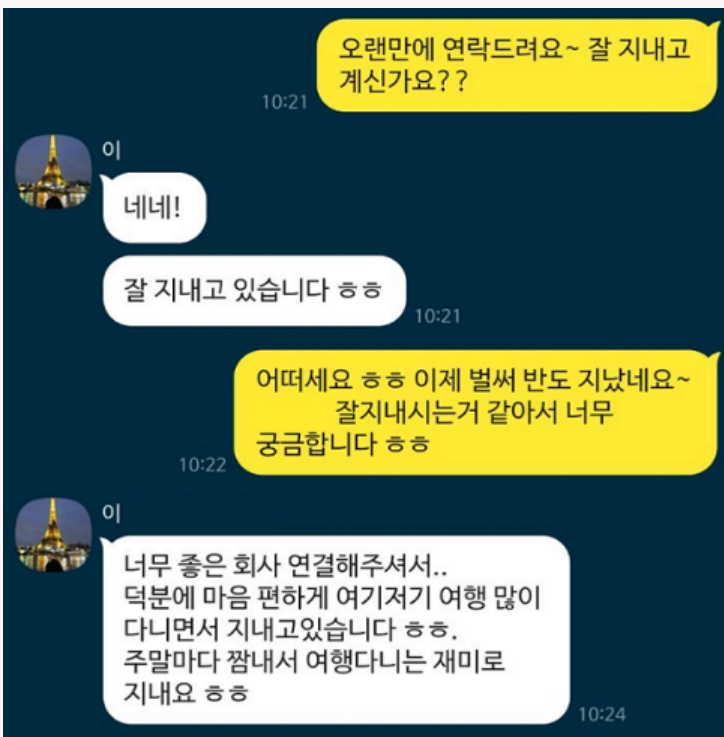 오랜만에 연락드려요~ 잘 지내고
계신가요??
10:21
이
네네!
잘 지내고 있습니다 ㅎㅎ
10:21
어떠세요 ㅎㅎ 이제 벌써 반도 지났네요~
잘지내시는거 같아서 너무
궁금합니다 ㅎㅎ
10:22
이
너무 좋은 회사 연결해주셔서..
덕분에 마음 편하게 여기저기 여행 많이
다니면서 지내고있습니다 ㅎㅎ.
주말마다 짬내서 여행다니는 재미로
지내요 ㅎㅎ
10:24